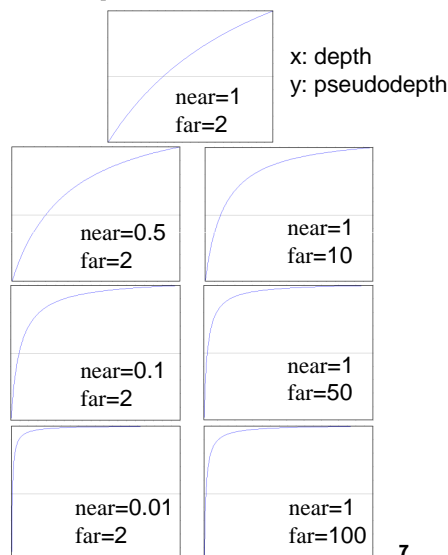 near=1
far=2
x: depth
y: pseudodepth
near=0.5
far=2
near=1
far=10
near=0.1
far=2
near=1
far=50
near=0.01
far=2
near=1
far=100
7